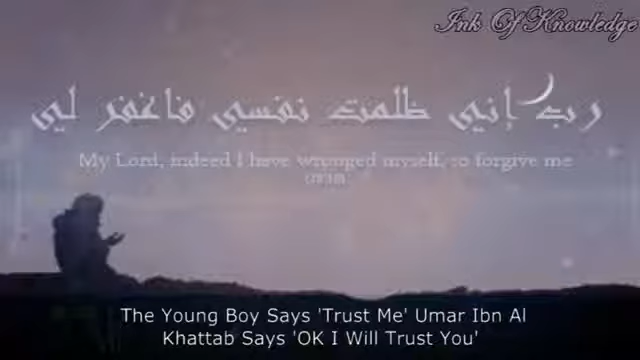 Ink Of Knowledge
رب إني ظلمت نفسي فاغفر لي
My Lord, indeed I have wronged myself, so forgive me
The Young Boy Says 'Trust Me' Umar Ibn Al
Khattab Says 'OK I Will Trust You'